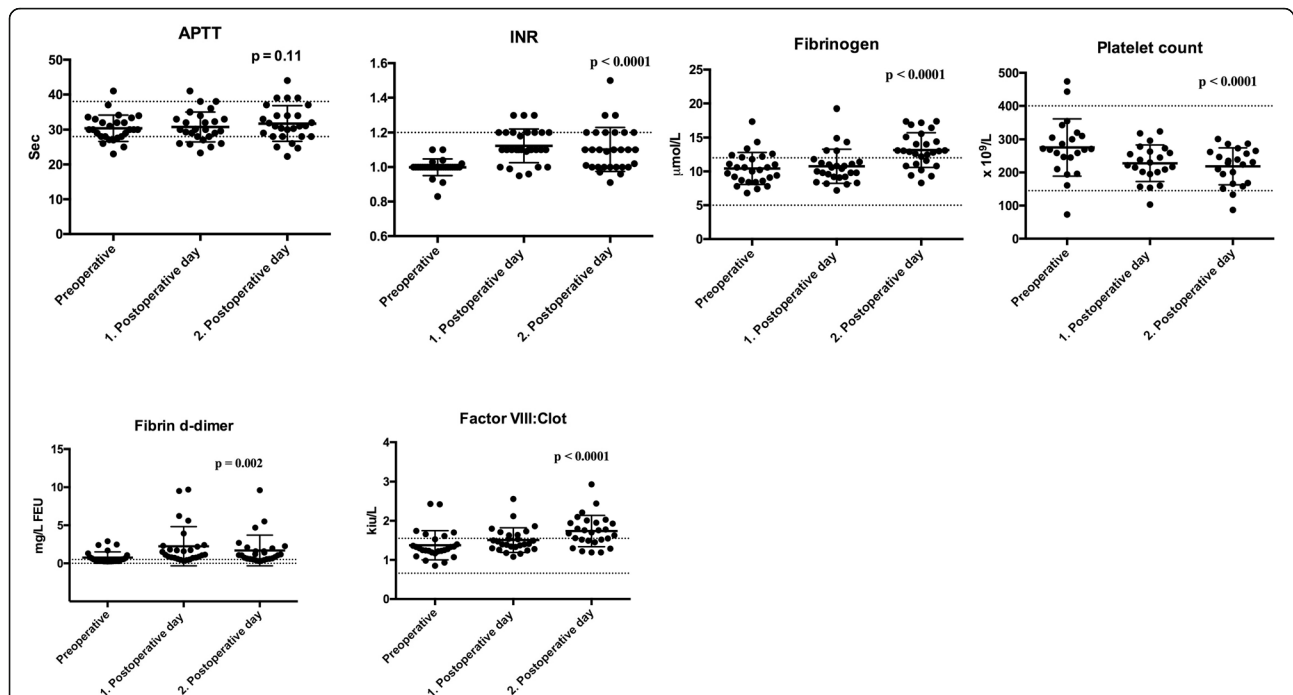 APTT
p = 0.11
50
40
30
20
10
0
Sec
Preoperative
1. Postoperative day
2. Postoperative day
INR
p < 0.0001
1.6
1.4
1.2
1.0
0.8
0.6
Preoperative
1. Postoperative day
2. Postoperative day
Fibrinogen
p < 0.0001
25
20
15
10
5
0
μmol/L
Preoperative
1. Postoperative day
2. Postoperative day
Platelet count
p < 0.0001
500
400
300
200
100
0
x 10⁹/L
Preoperative
1. Postoperative day
2. Postoperative day
Fibrin d-dimer
p = 0.002
15
10
5
0
mg/L FEU
Preoperative
1. Postoperative day
2. Postoperative day
Factor VIII:Clot
p < 0.0001
4
3
2
1
0
kiu/L
Preoperative
1. Postoperative day
2. Postoperative day